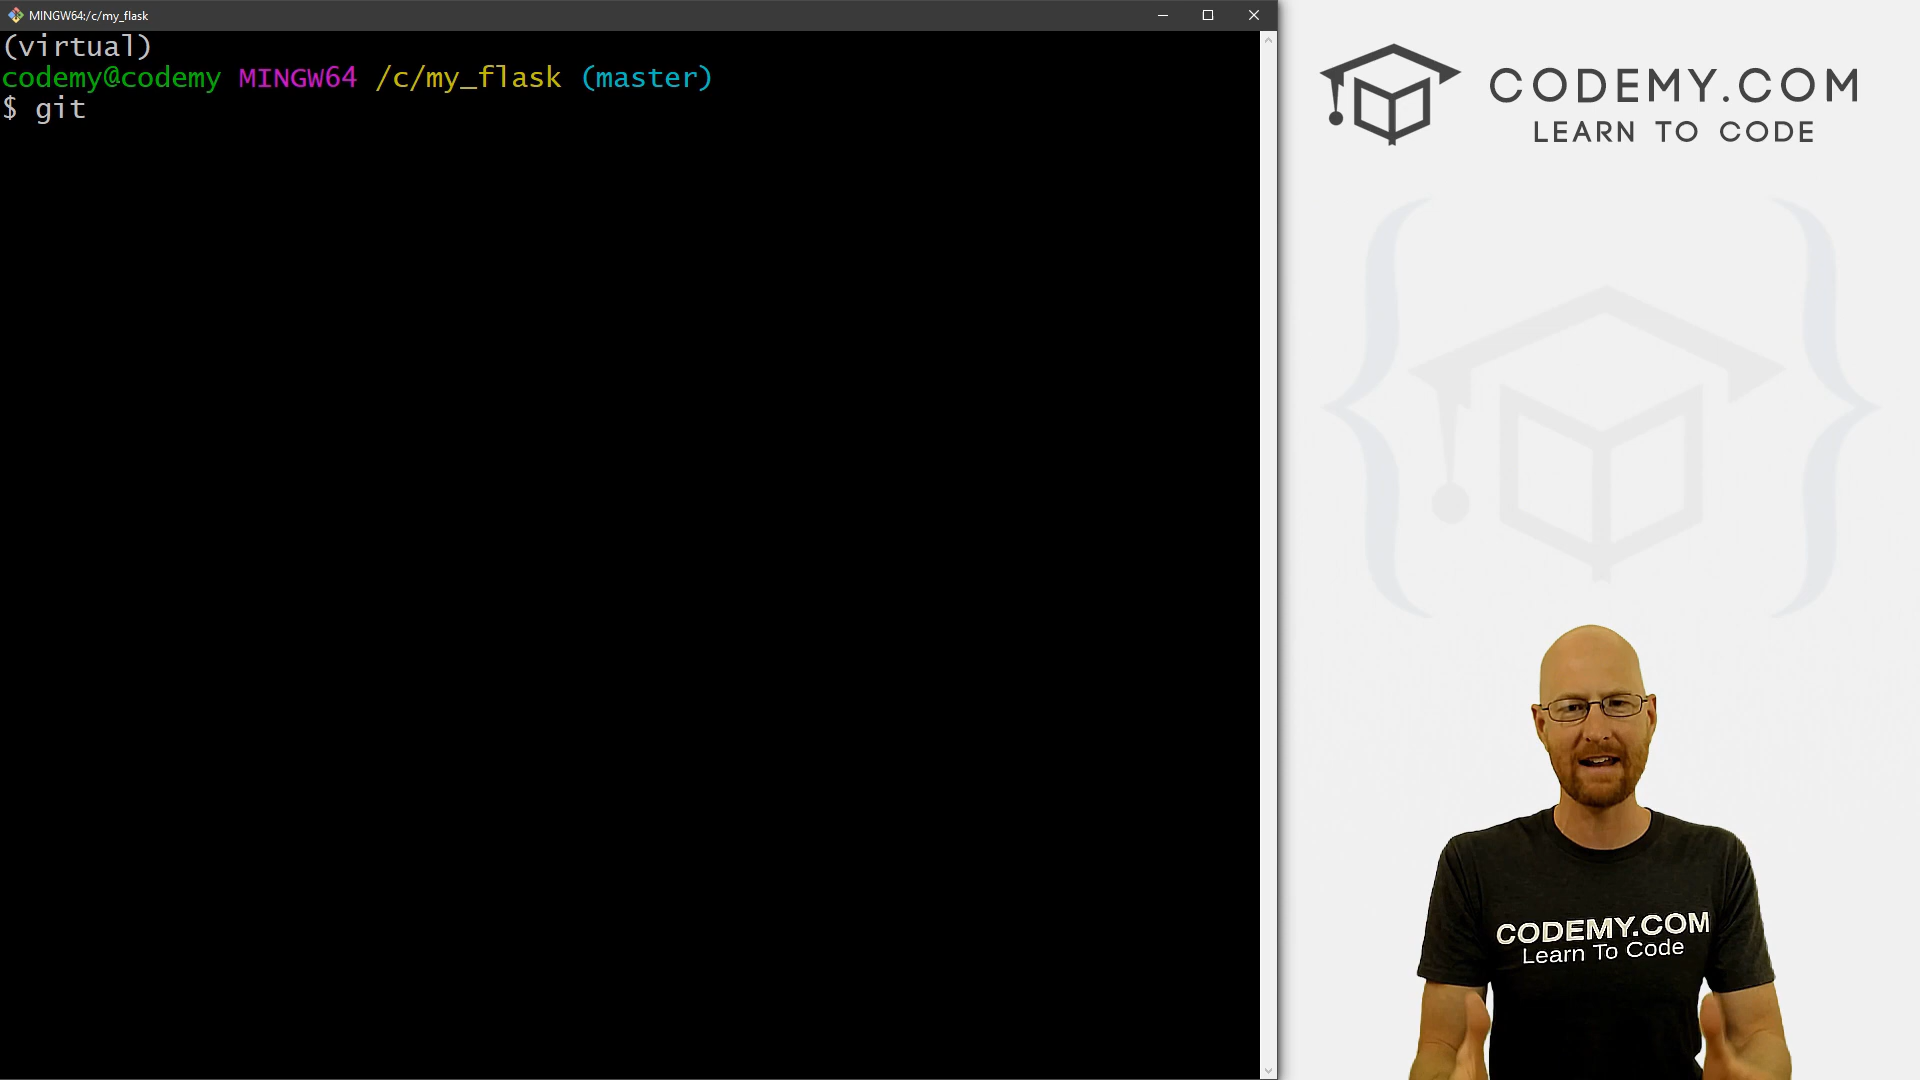 MINGW64:/c/my_flask
(virtual)
codemy@codemy MINGW64 /c/my_flask (master)
$ git
CODEMY.COM
LEARN TO CODE
CODEMY.COM
Learn To Code